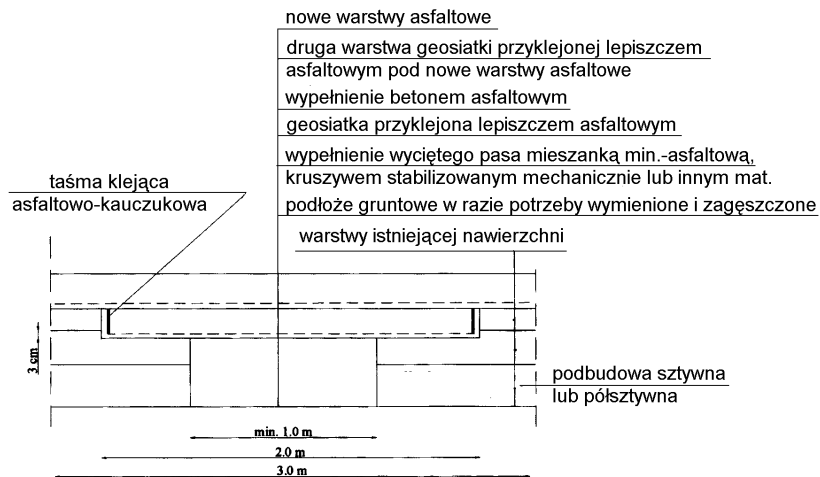 nowe warstwy asfaltowe
druga warstwa geosiatki przyklejonej lepiszczem
asfaltowym pod nowe warstwy asfaltowe
wypełnienie betonem asfaltowym
geosiatka przyklejona lepiszczem asfaltowym
wypełnienie wyciętego pasa mieszanką min.-asfaltową,
kruszywem stabilizowanym mechanicznie lub innym mat.
podłoże gruntowe w razie potrzeby wymienione i zagęszczone
warstwy istniejącej nawierzchni
taśma klejąca
asfaltowo-kauczukowa
3 cm
podbudowa sztywna
lub półsztywna
min. 1.0 m
2.0 m
3.0 m